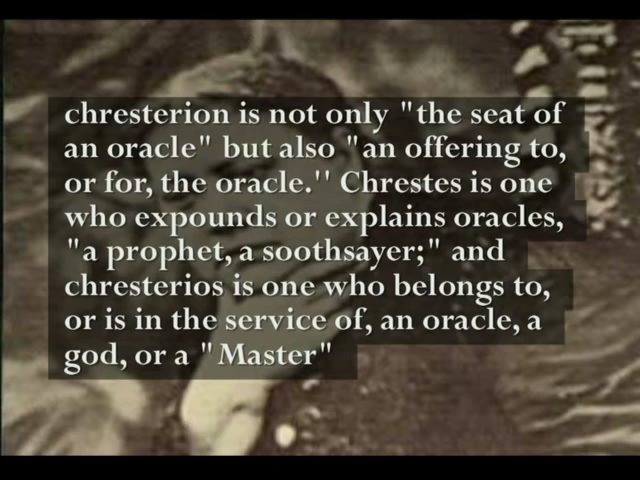 chresterion is not only "the seat of
an oracle" but also "an offering to,
or for, the oracle.'' Chrestes is one
who expounds or explains oracles,
"a prophet, a soothsayer;" and
chresterios is one who belongs to,
or is in the service of, an oracle, a
god, or a "Master"